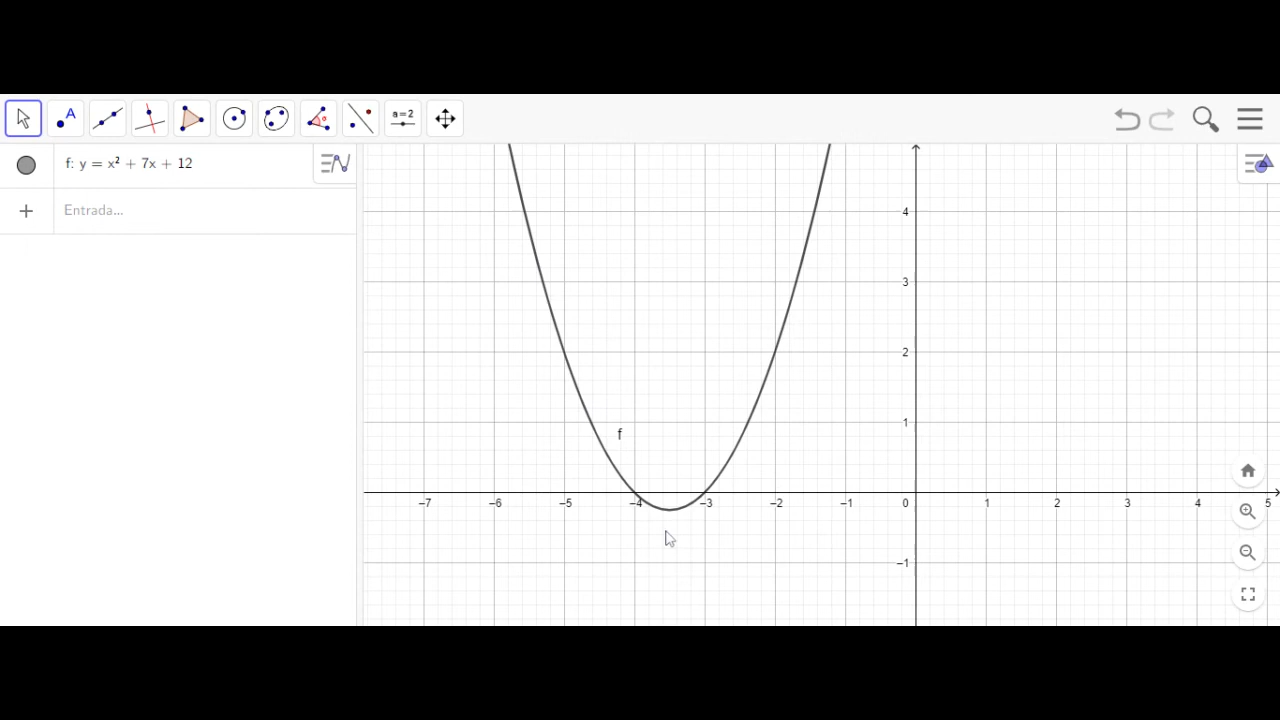 A
α
a=2
f: y = x² + 7x + 12
Entrada...
4
3
2
f
1
−7 −6 −5 −4 −3 −2 −1 0 1 2 3 4 5
−1